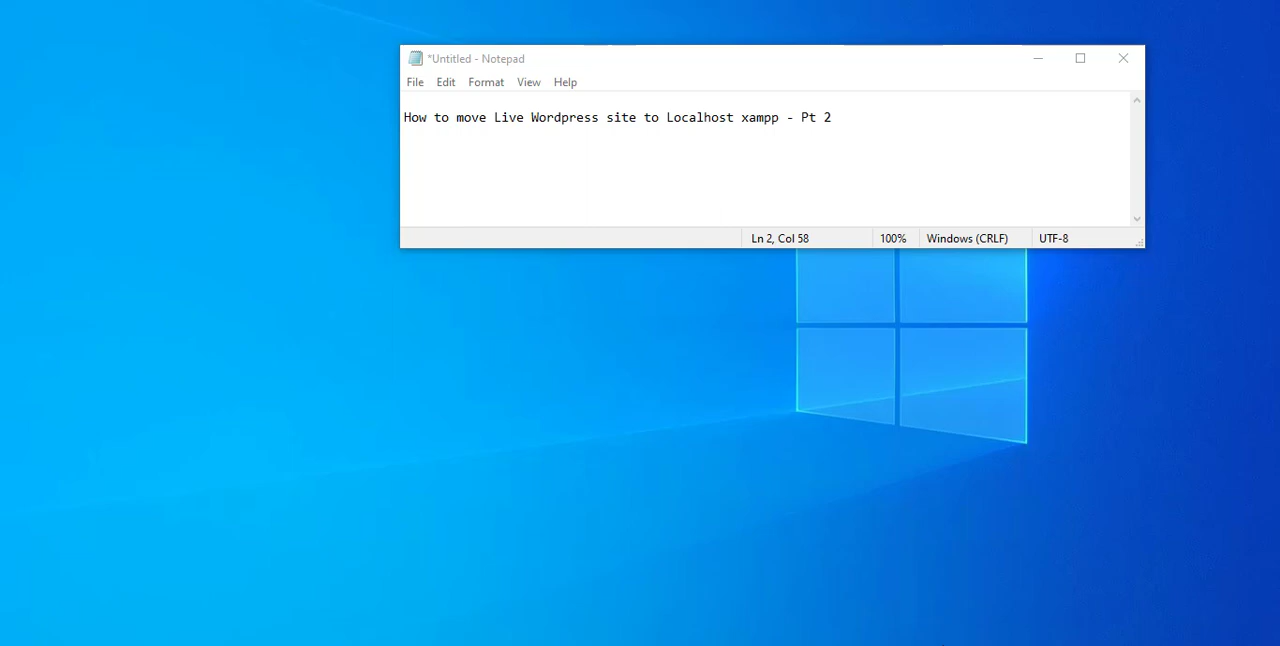 *Untitled - Notepad
File Edit Format View Help
How to move Live Wordpress site to Localhost xampp - Pt 2
Ln 2, Col 58 100% Windows (CRLF) UTF-8